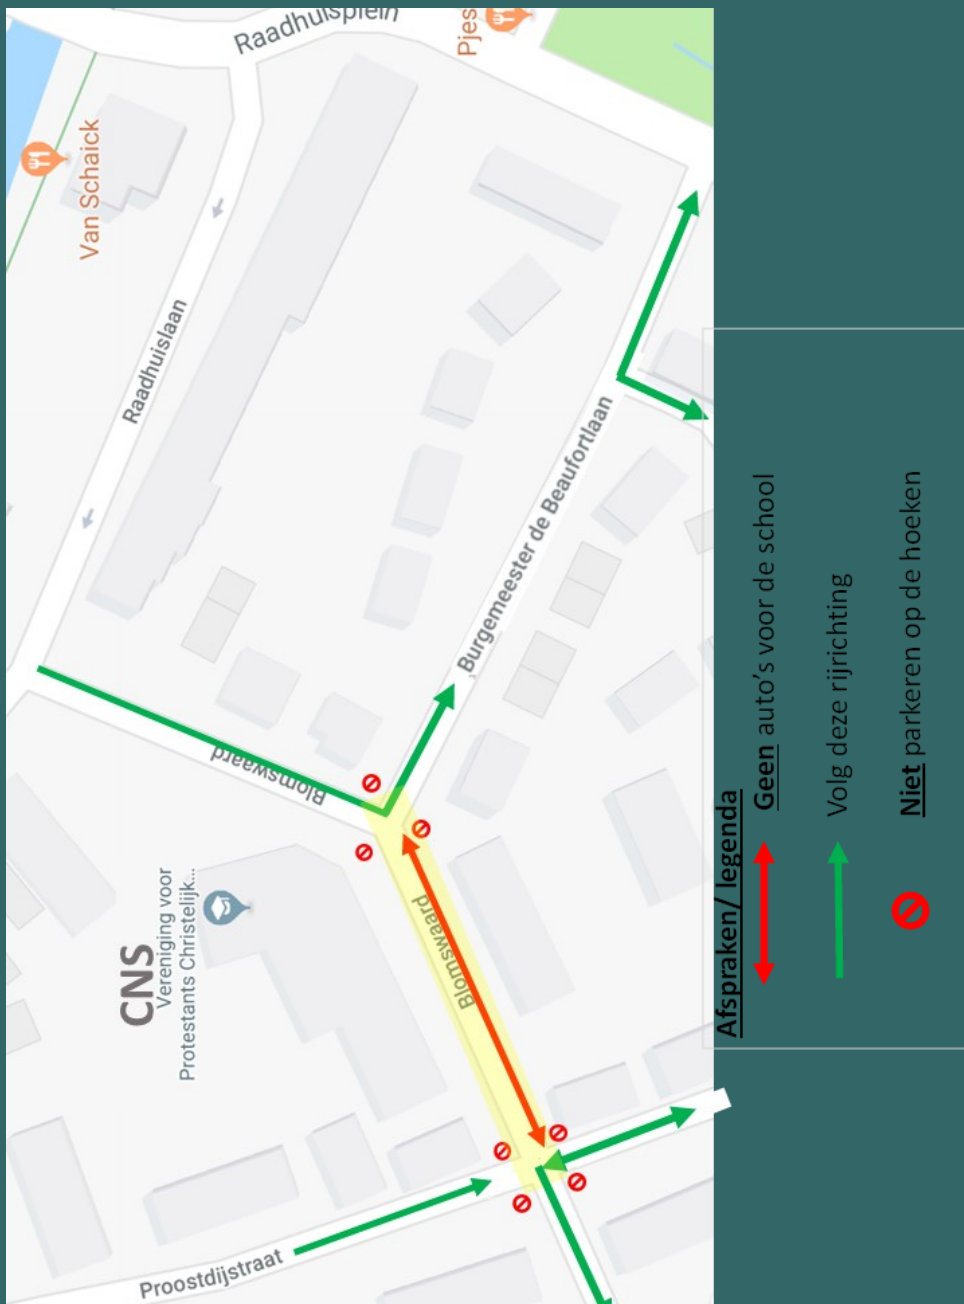 Raadhuisplein
Pjes
Van Schaick
Raadhuislaan
Burgemeester de Beaufortlaan
Blomswaard
Blomswaard
CNS
Vereniging voor
Protestants Christelijk...
Proostdijstraat
Afspraken/ legenda
Geen auto's voor de school
Volg deze rijrichting
Niet parkeren op de hoeken